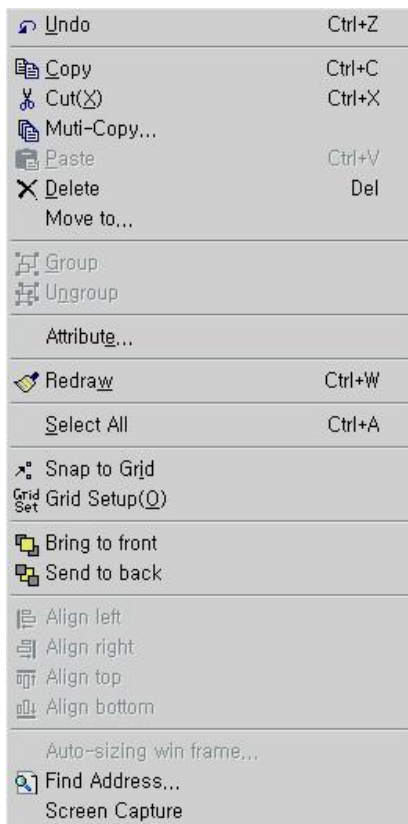 Undo Ctrl+Z
Copy Ctrl+C
Cut(X) Ctrl+X
Muti-Copy...
Paste Ctrl+V
Delete Del
Move to...
Group
Ungroup
Attribute...
Redraw Ctrl+W
Select All Ctrl+A
Snap to Grid
Grid Set Grid Setup(O)
Bring to front
Send to back
Align left
Align right
Align top
Align bottom
Auto-sizing win frame...
Find Address...
Screen Capture